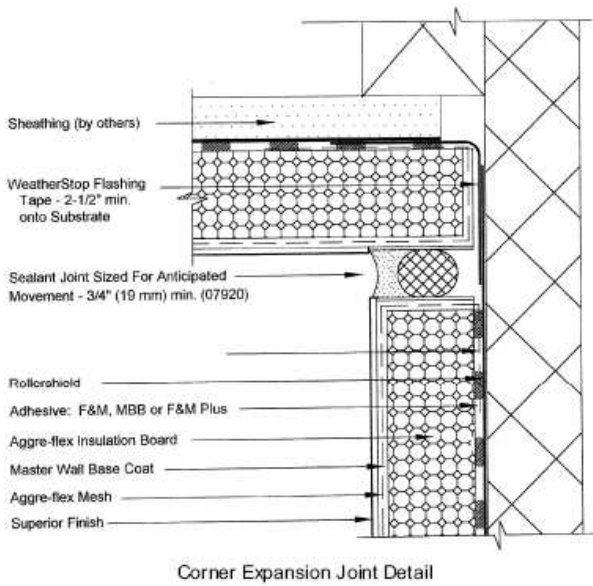 Sheathing (by others)
WeatherStop Flashing
Tape - 2-1/2" min.
onto Substrate
Sealant Joint Sized For Anticipated
Movement - 3/4" (19 mm) min. (07920)
Rollershield
Adhesive: F&M, MBB or F&M Plus
Aggre-flex Insulation Board
Master Wall Base Coat
Aggre-flex Mesh
Superior Finish
Corner Expansion Joint Detail